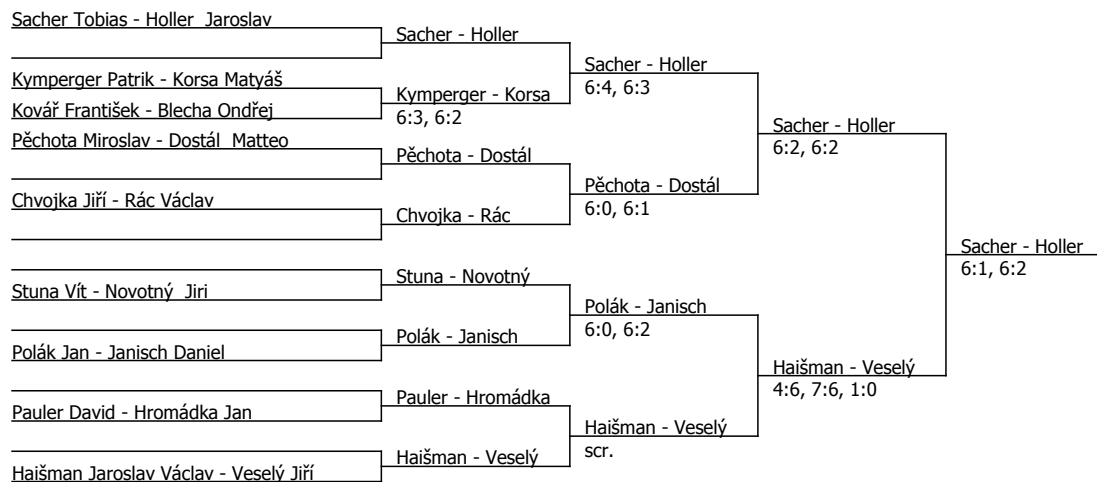 Sacher Tobias - Holler  Jaroslav
Sacher - Holler
Sacher - Holler
6:4, 6:3
Kymperger Patrik - Korsa Matyáš
Kymperger - Korsa
6:3, 6:2
Kovář František - Blecha Ondřej
Sacher - Holler
6:2, 6:2
Pěchota Miroslav - Dostál  Matteo
Pěchota - Dostál
Pěchota - Dostál
6:0, 6:1
Chvojka Jiří - Rác Václav
Chvojka - Rác
Sacher - Holler
6:1, 6:2
Stuna - Novotný
Stuna Vít - Novotný  Jiri
Polák - Janisch
6:0, 6:2
Polák - Janisch
Polák Jan - Janisch Daniel
Haišman - Veselý
4:6, 7:6, 1:0
Pauler - Hromádka
Pauler David - Hromádka Jan
Haišman - Veselý
scr.
Haišman - Veselý
Haišman Jaroslav Václav - Veselý Jiří